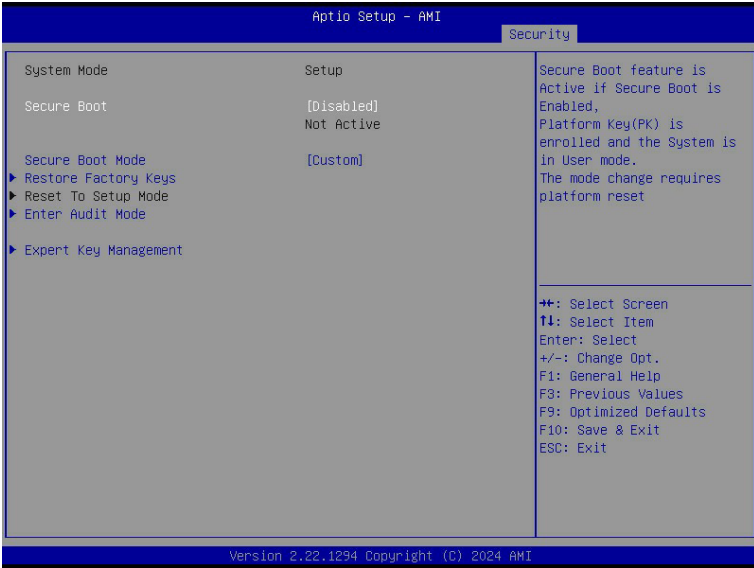 Aptio Setup – AMI
Security
System Mode Setup
Secure Boot [Disabled]
Not Active
Secure Boot Mode [Custom]
Restore Factory Keys
Reset To Setup Mode
Enter Audit Mode
Expert Key Management
Secure Boot feature is
Active if Secure Boot is
Enabled,
Platform Key(PK) is
enrolled and the System is
in User mode.
The mode change requires
platform reset
→←: Select Screen
↑↓: Select Item
Enter: Select
+/-: Change Opt.
F1: General Help
F3: Previous Values
F9: Optimized Defaults
F10: Save & Exit
ESC: Exit
Version 2.22.1294 Copyright (C) 2024 AMI